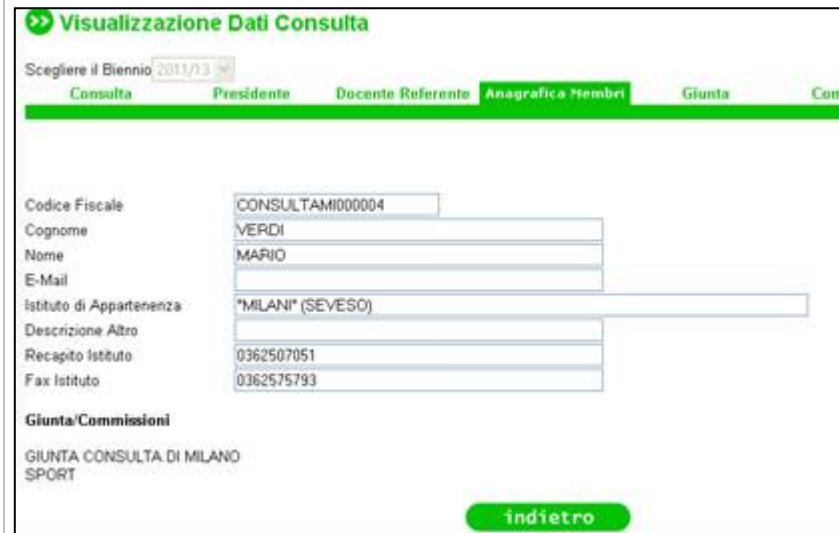 Visualizzazione Dati Consulta
Scegliere il Biennio 2011/13
Consulta Presidente Docente Referente Anagrafica Membri Giunta Com
Codice Fiscale CONSULTAMI000004
Cognome VERDI
Nome MARIO
E-Mail
Istituto di Appartenenza "MILANI" (SEVESO)
Descrizione Altro
Recapito Istituto 0362507051
Fax Istituto 0362575793
Giunta/Commissioni
GIUNTA CONSULTA DI MILANO
SPORT
indietro